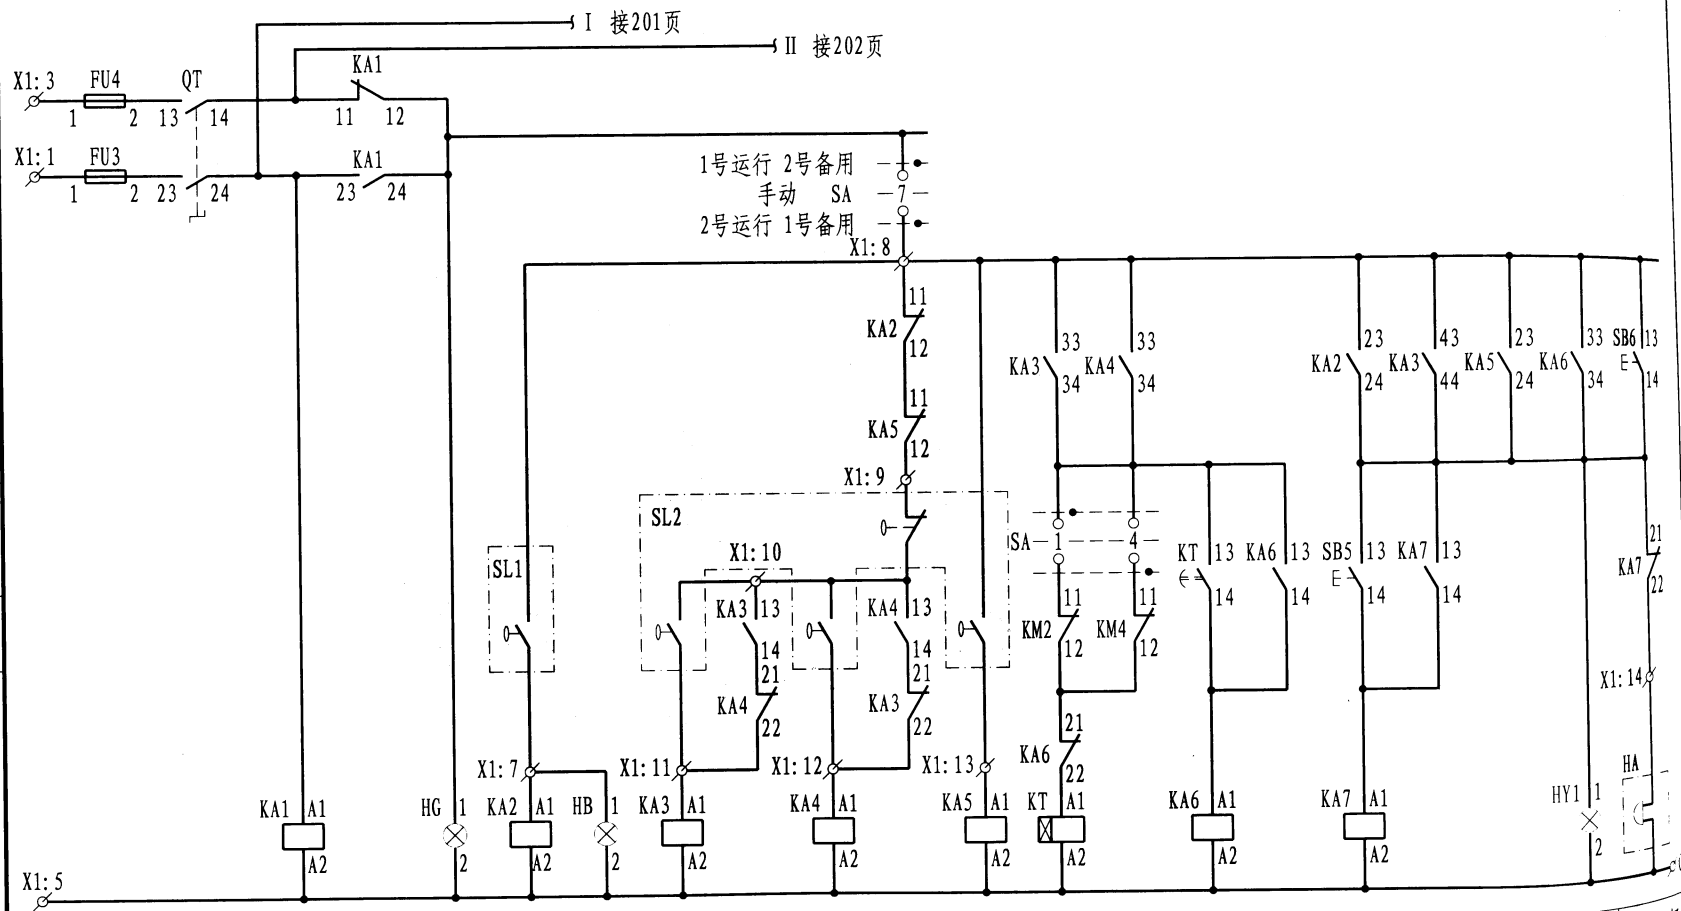 I 接201页
II 接202页
KA1
X1:3 FU4 QT
1 2 13 14 11 12
X1:1 FU3 KA1
1 2 23 24 23 24
1号运行 2号备用
手动 SA 7
2号运行 1号备用
X1:8
11
KA2
12
11
KA5
12
X1:9
33 33 23 43 23 33 SB6 13
KA3 KA4 KA2 KA3 KA5 KA6 E
34 34 24 44 24 34 14
SL2
SA 1 4
X1:10
SL1
KT 13 KA6 13 SB5 13 KA7 13 21
E KA7
14 14 14 14 22
KA3 13 KA4 13 11 11
KM2 KM4
14 14 12 12
21 21
KA4 KA3
22 22
X1:14
21
KA6
22
X1:7 X1:11 X1:12 X1:13
HA
KA1 A1 HG 1 KA2 A1 HB 1 KA3 A1 KA4 A1 KA5 A1 KT A1 KA6 A1 KA7 A1 HY1 1
A2 2 A2 2 A2 A2 A2 A2 A2 A2 2
X1:5